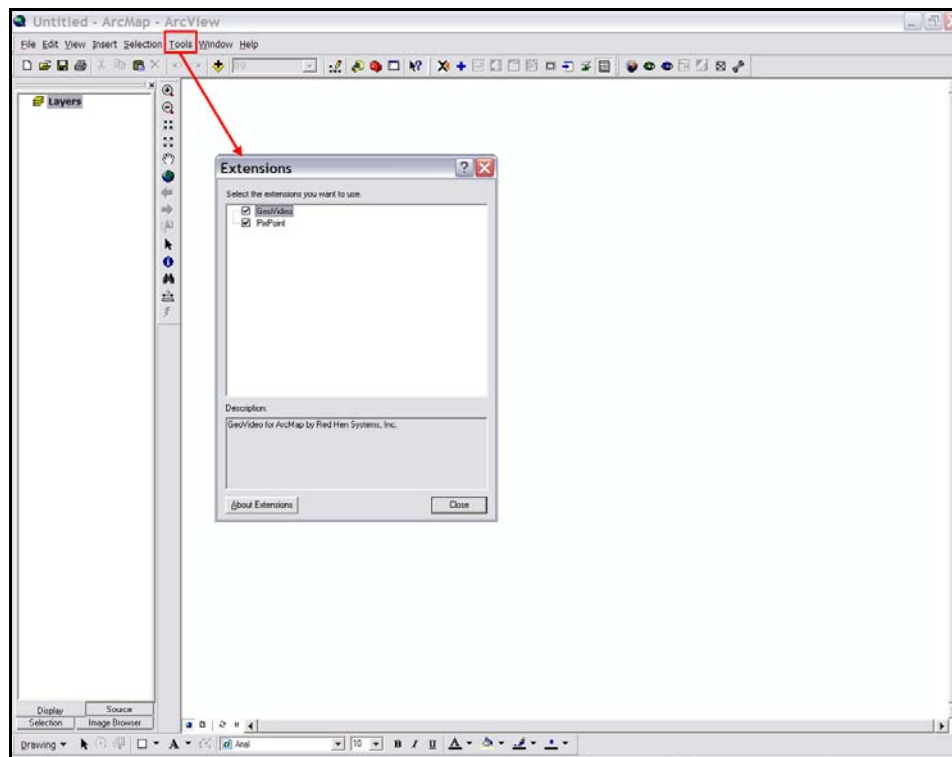 Untitled - ArcMap - ArcView
File Edit View Insert Selection Tools Window Help
Layers
Extensions
Select the extensions you want to use.
GeoVideo
PixPoint
Description:
GeoVideo for ArcMap by Red Hen Systems, Inc.
About Extensions
Close
Display
Source
Selection
Image Browser
Drawing
A
Arial
10
B I U A